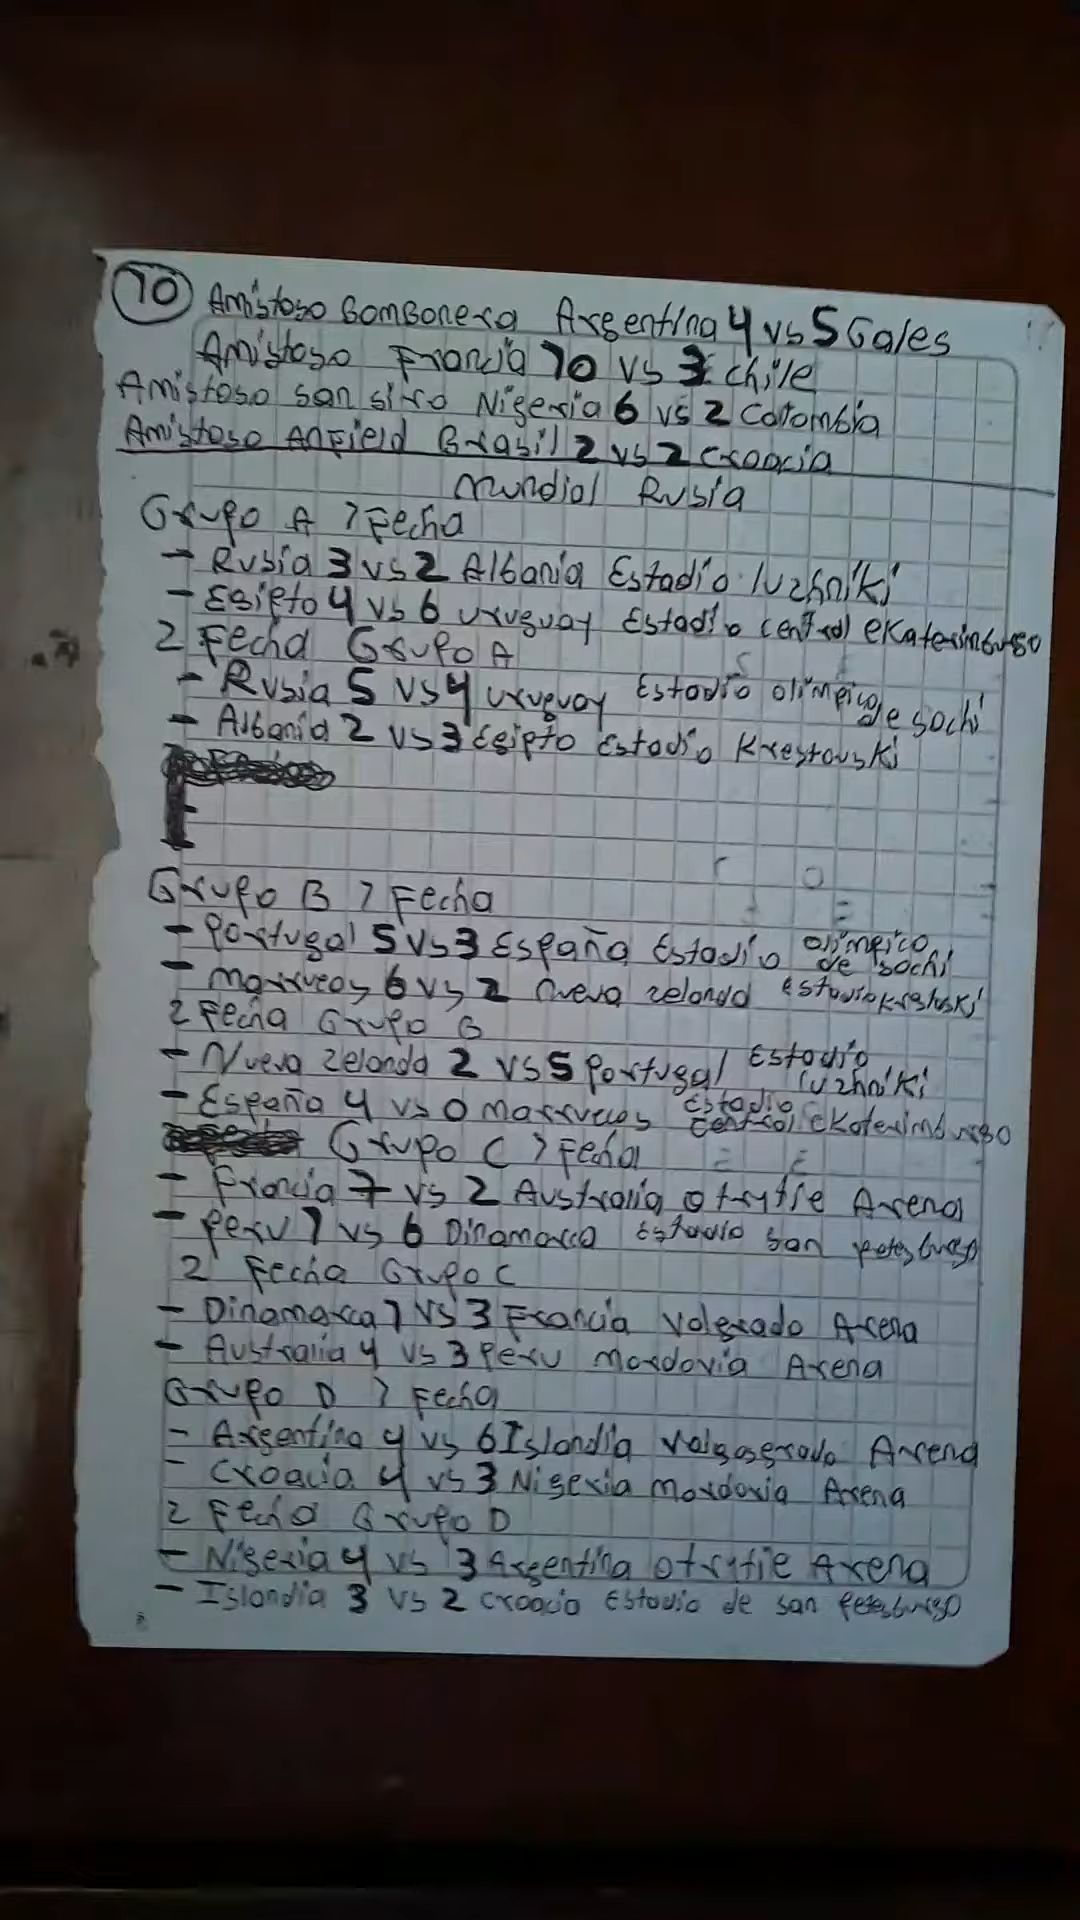 10 Amistoso Bombonera Argentina 4 vs 5 Gales
Amistoso Francia 10 vs 3 chile
Amistoso san siro Nigeria 6 vs 2 Colombia
Amistoso Anfield Brasil 2 vs 2 croacia
mundial Rusia
Grupo A 1 Fecha
- Rusia 3 vs 2 Albania Estadio luzhniki
- Egipto 4 vs 6 uruguay Estadio central ekaterimburgo
2 Fecha Grupo A
- Rusia 5 vs 4 uruguay Estadio olimpico de sochi
- Albania 2 vs 3 Egipto Estadio Krestovski
Grupo B 1 Fecha
- Portugal 5 vs 3 España Estadio olimpico de sochi
- marruecos 6 vs 2 nueva zelanda estadio
2 Fecha Grupo B
- Nueva zelanda 2 vs 5 Portugal Estadio luzhniki
- España 4 vs 0 marruecos Estadio central ekaterimburgo
Grupo C 1 Fecha
- Francia 7 vs 2 Australia otrytie Arena
- peru 1 vs 6 Dinamarca Estadio san petesburgo
2 Fecha Grupo C
- Dinamarca 1 vs 3 Francia Volgrado Arena
- Australia 4 vs 3 Peru mordovia Arena
Grupo D 1 Fecha
- Argentina 4 vs 6 Islandia Arena
- croacia 4 vs 3 Nigeria mordovia Arena
2 Fecha Grupo D
- Nigeria 4 vs 3 Argentina otrytie Arena
- Islandia 3 vs 2 croacia Estadio de san petesburgo